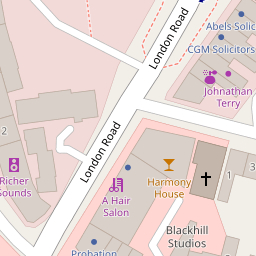 London Road
Abels Solic
CGM Solicitors
Johnathan
Terry
London Road
2
Richer
Sounds
A Hair
Salon
Harmony
House
1
3
Blackhill
Studios
Probation